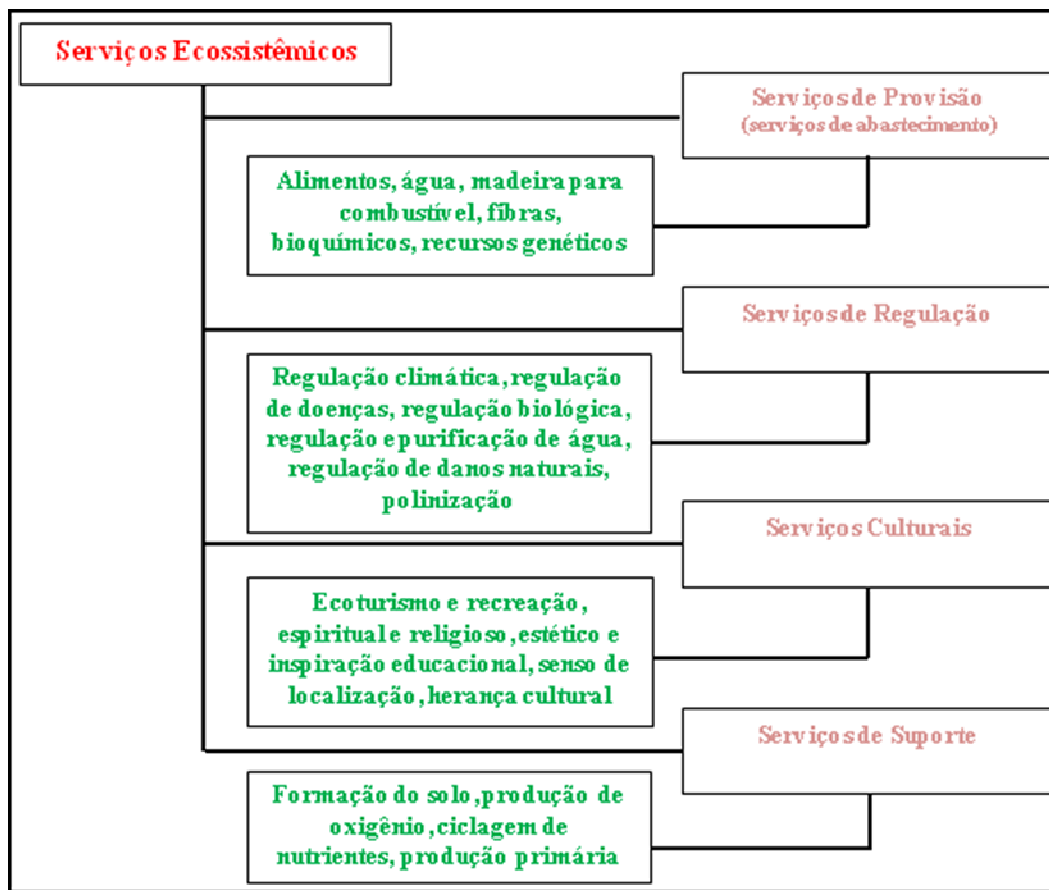 Serviços Ecossistêmicos
Serviços de Provisão
(serviços de abastecimento)
Alimentos, água, madeira para
combustível, fibras,
bioquímicos, recursos genéticos
Serviços de Regulação
Regulação climática, regulação
de doenças, regulação biológica,
regulação e purificação de água,
regulação de danos naturais,
polinização
Serviços Culturais
Ecoturismo e recreação,
espiritual e religioso, estético e
inspiração educacional, senso de
localização, herança cultural
Serviços de Suporte
Formação do solo, produção de
oxigênio, ciclagem de
nutrientes, produção primária